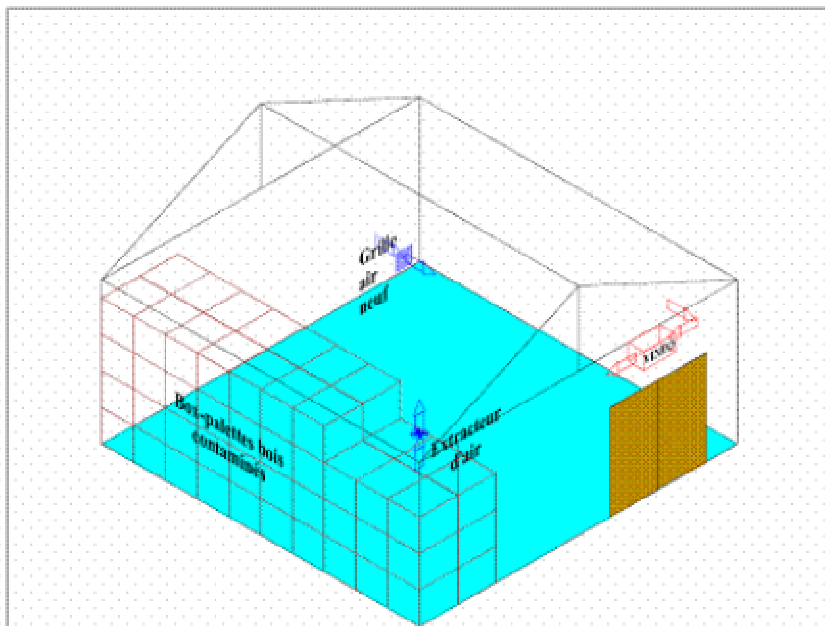 Grille
air
neuf
Box-palettes bois
contaminés
Extracteur
d'air